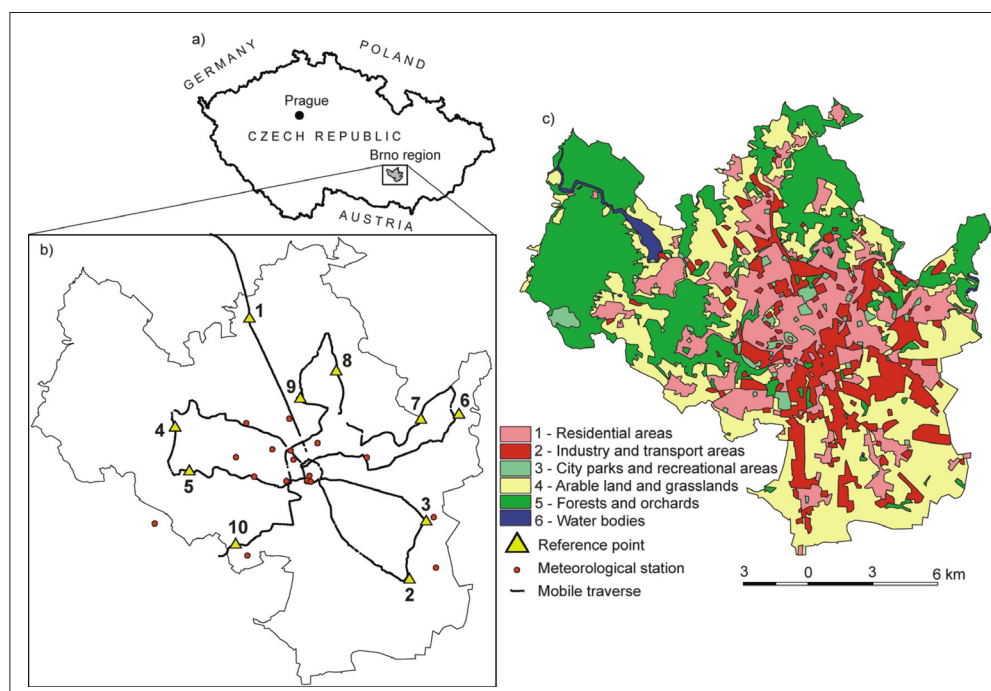 a)
GERMANY
POLAND
Prague
CZECH REPUBLIC
Brno region
AUSTRIA
b)
1
8
9
7
6
4
5
3
10
2
c)
1 - Residential areas
2 - Industry and transport areas
3 - City parks and recreational areas
4 - Arable land and grasslands
5 - Forests and orchards
6 - Water bodies
Reference point
Meteorological station
Mobile traverse
3 0 3 6 km